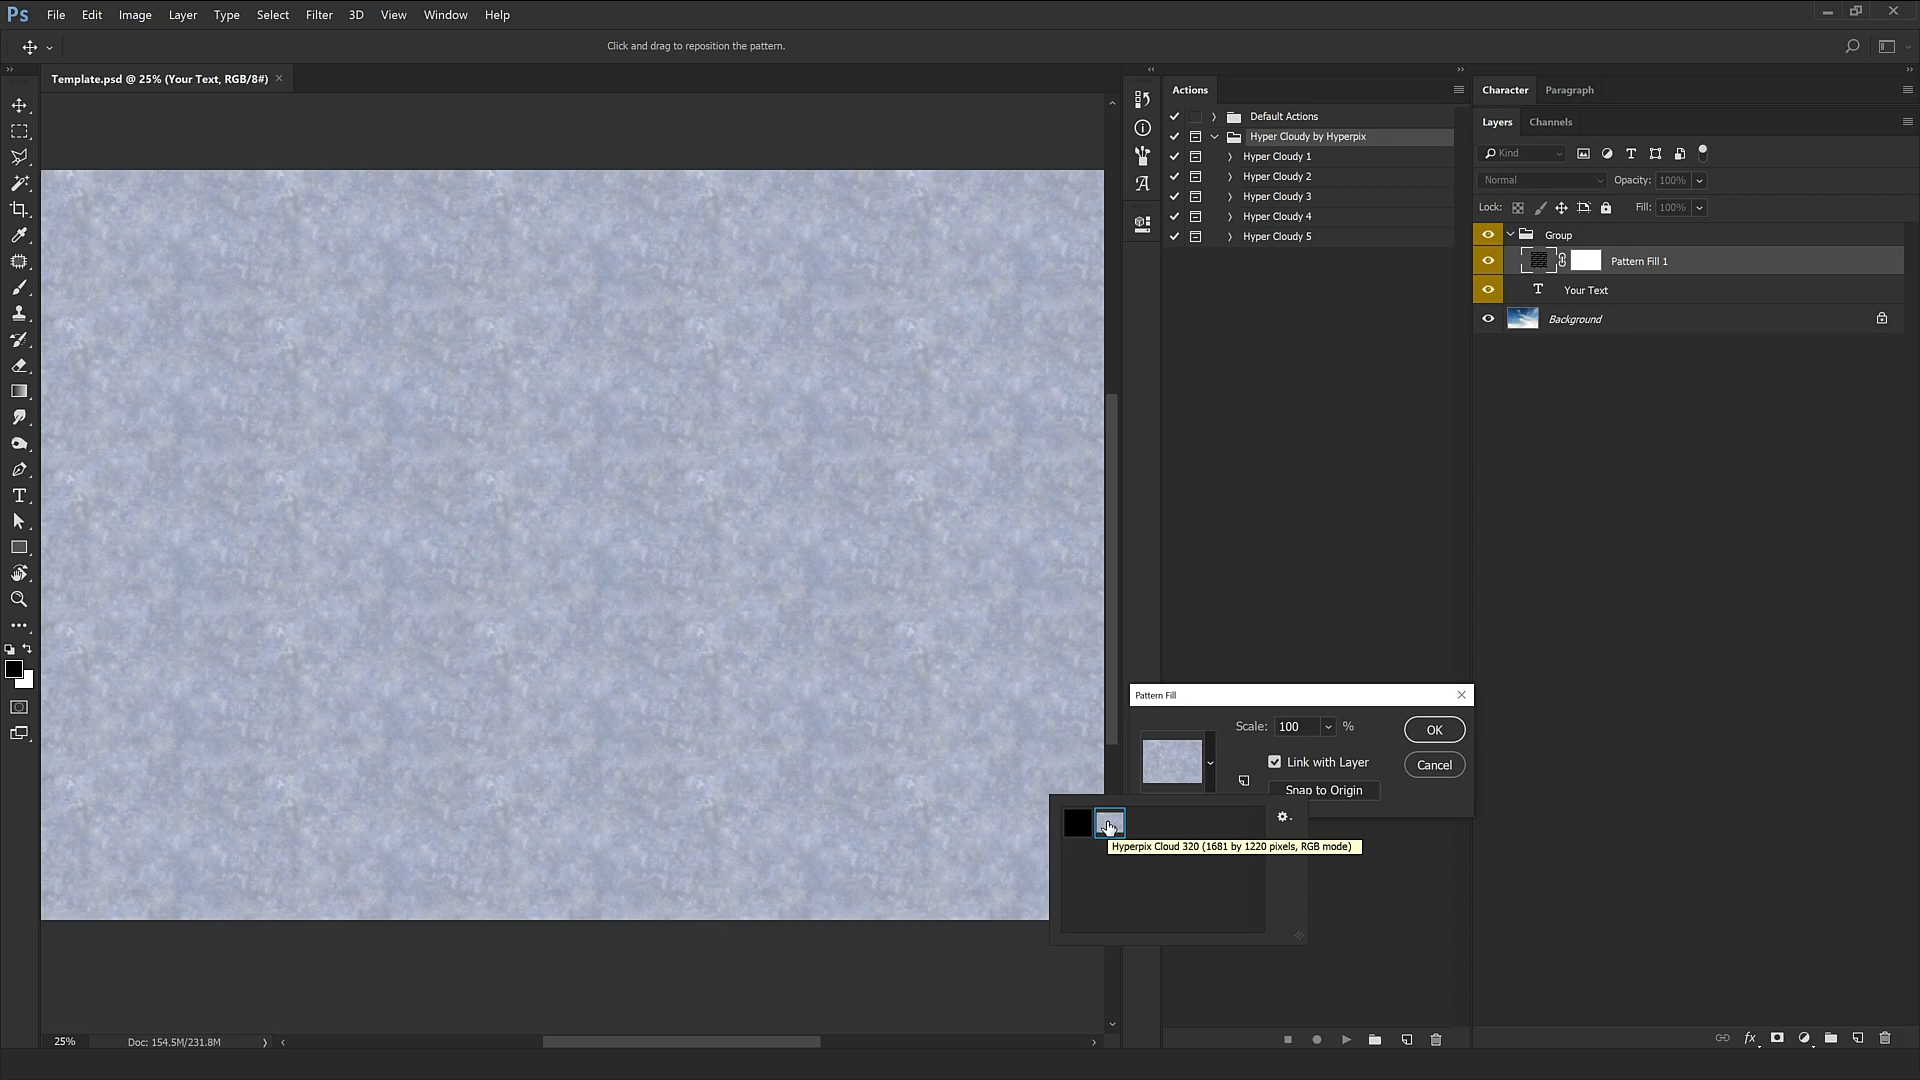 Ps File Edit Image Layer Type Select Filter 3D View Window Help
Click and drag to reposition the pattern.
Template.psd @ 25% (Your Text, RGB/8#)
Actions
Default Actions
Hyper Cloudy by Hyperpix
Hyper Cloudy 1
Hyper Cloudy 2
Hyper Cloudy 3
Hyper Cloudy 4
Hyper Cloudy 5
Character Paragraph
Layers Channels
Kind
Normal Opacity: 100%
Lock: Fill: 100%
Group
Pattern Fill 1
Your Text
Background
Pattern Fill
Scale: 100 %
OK
Link with Layer
Cancel
Snap to Origin
Hyperpix Cloud 320 (1681 by 1220 pixels, RGB mode)
25% Doc: 154.5M/231.8M
fx